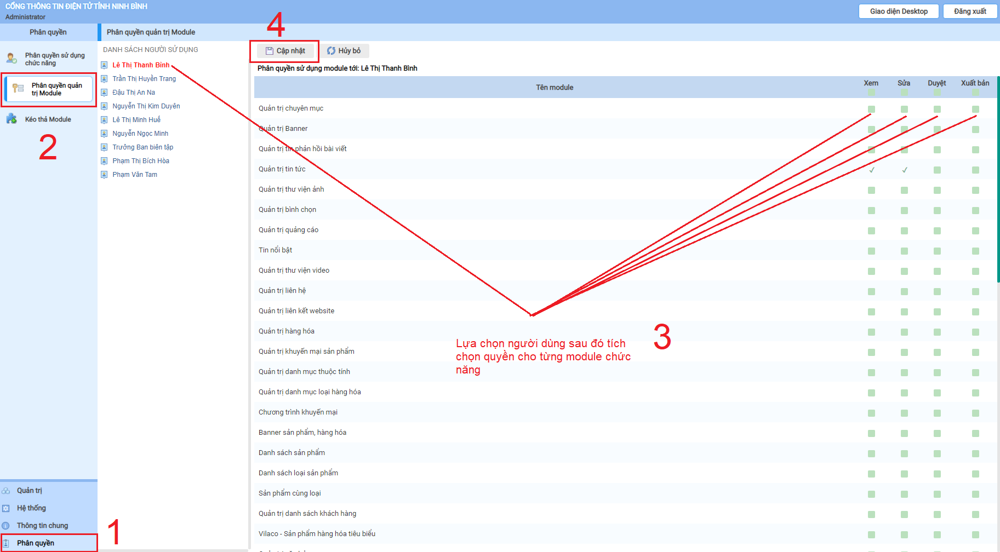 CỔNG THÔNG TIN ĐIỆN TỬ TỈNH NINH BÌNH
Administrator
Giao diện Desktop
Đăng xuất
Phân quyền
Phân quyền quản trị Module
4
Phân quyền sử dụng
chức năng
Phân quyền quản
trị Module
Kéo thả Module
2
DANH SÁCH NGƯỜI SỬ DỤNG
Lê Thị Thanh Bình
Trần Thị Huyền Trang
Đậu Thị An Na
Nguyễn Thị Kim Duyên
Lê Thị Minh Huế
Nguyễn Ngọc Minh
Trưởng Ban biên tập
Phạm Thị Bích Hòa
Phạm Văn Tam
Cập nhật
Hủy bỏ
Phân quyền sử dụng module tới: Lê Thị Thanh Bình
Tên module
Xem
Sửa
Duyệt
Xuất bản
Quản trị chuyên mục
Quản trị Banner
Quản trị tin phản hồi bài viết
Quản trị tin tức
Quản trị thư viện ảnh
Quản trị bình chọn
Quản trị quảng cáo
Tin nổi bật
Quản trị thư viện video
Quản trị liên hệ
Quản trị liên kết website
Quản trị hàng hóa
Quản trị khuyến mại sản phẩm
Quản trị danh mục thuộc tính
Quản trị danh mục loại hàng hóa
Chương trình khuyến mại
Banner sản phẩm, hàng hóa
Danh sách sản phẩm
Danh sách loại sản phẩm
Sản phẩm cùng loại
Quản trị danh sách khách hàng
Vilaco - Sản phẩm hàng hóa tiêu biểu
3
Lựa chọn người dùng sau đó tích
chọn quyền cho từng module chức
năng
Quản trị
Hệ thống
Thông tin chung
Phân quyền
1